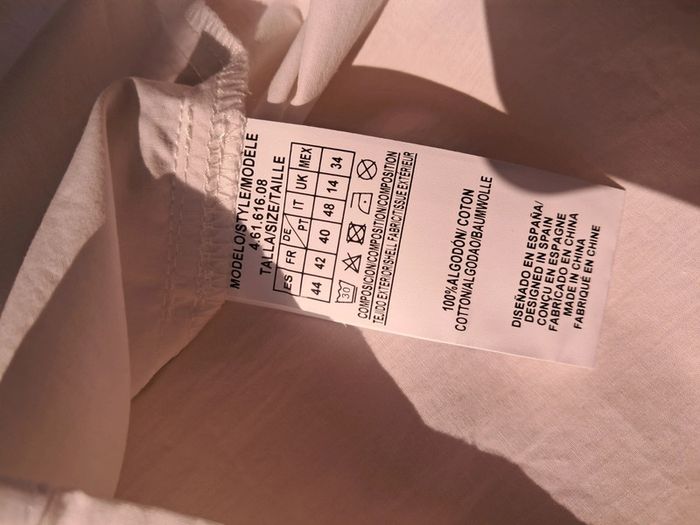 MODELO/STYLE/MODÈLE
4.61.616.08
TALLA/SIZE/TAILLE
ES FR DE/PT IT UK MEX
44 42 40 48 14 34
30
COMPOSICION/COMPOSITION/COMPOSITION
TEJIDO EXTERIOR/SHELL FABRIC/TISSUE EXTERIEUR
100%ALGODÓN/ COTON
COTTON/ALGODAO/BAUMWOLLE
DISEÑADO EN ESPAÑA/
DESIGNED IN SPAIN
CONÇU EN ESPAGNE
FABRICADO EN CHINA
MADE IN CHINA
FABRIQUÉ EN CHINE